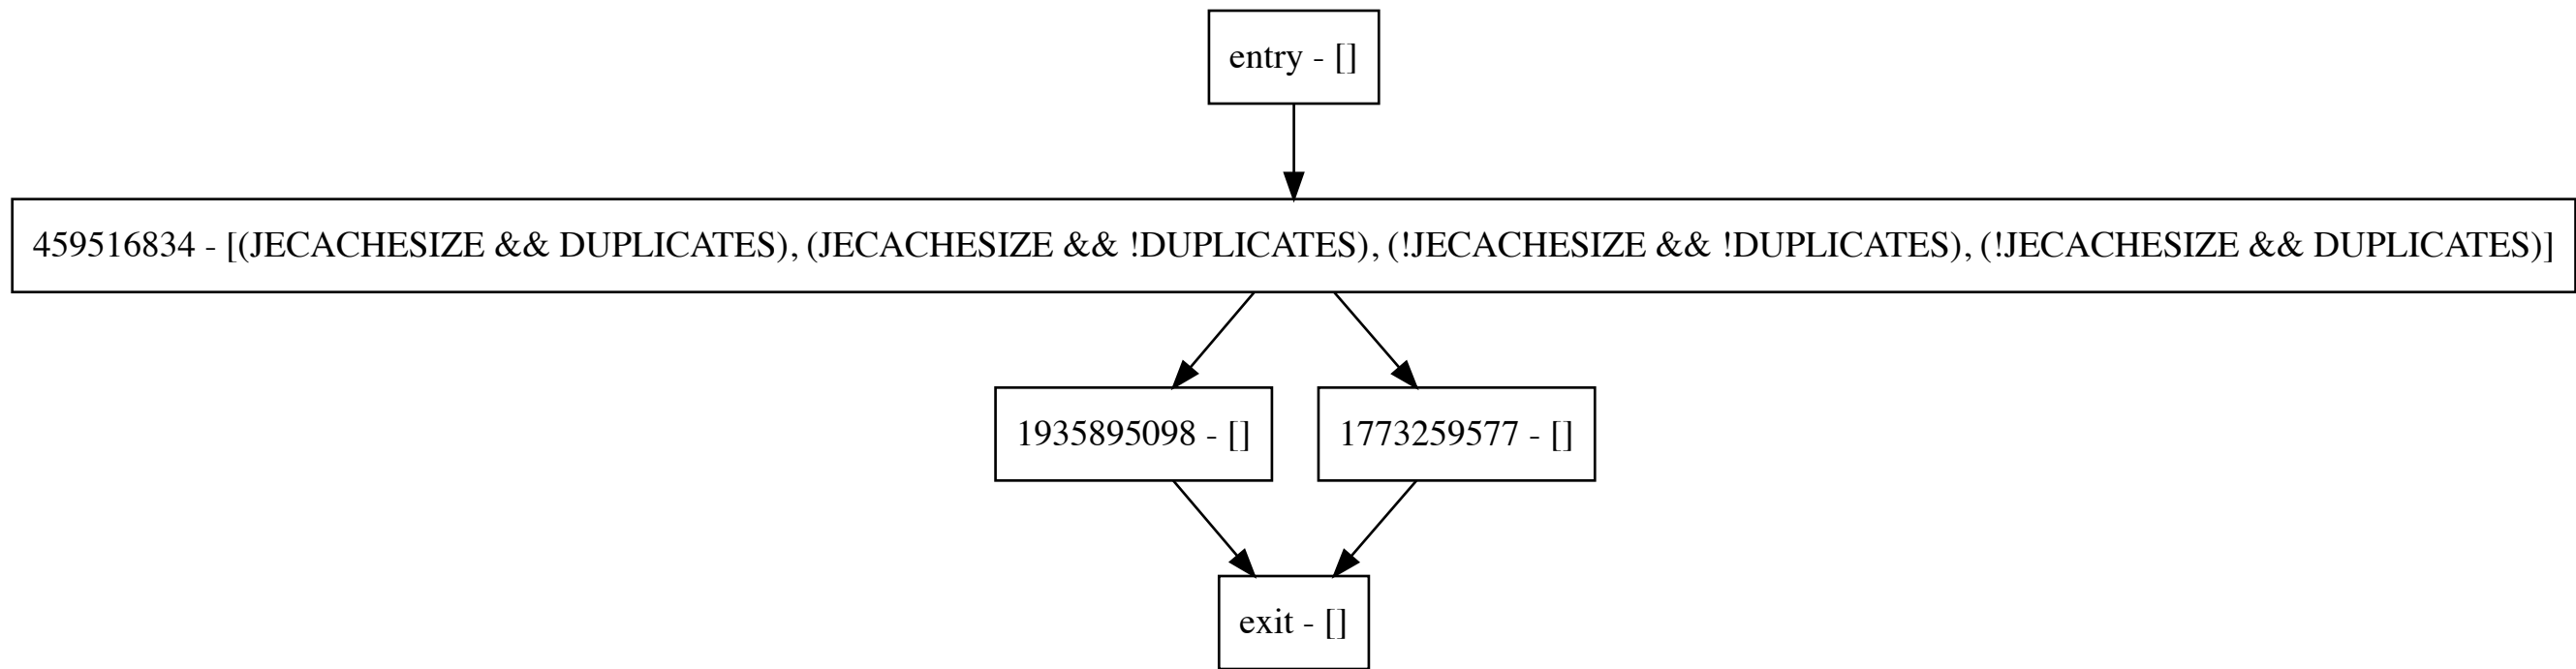 entry - []
459516834 - [(JECACHESIZE && DUPLICATES), (JECACHESIZE && !DUPLICATES), (!JECACHESIZE && !DUPLICATES), (!JECACHESIZE && DUPLICATES)]
1935895098 - []
1773259577 - []
exit - []